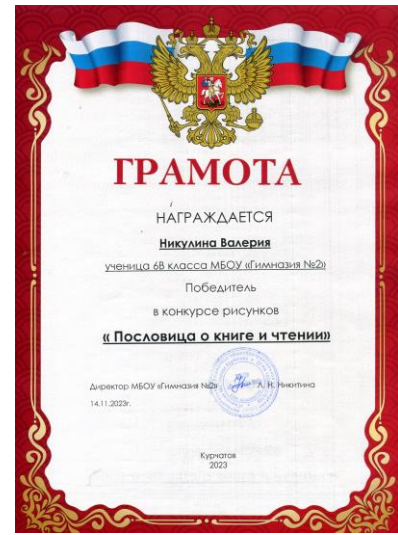 ГРАМОТА
НАГРАЖДАЕТСЯ
Никулина Валерия
ученица 6В класса МБОУ «Гимназия №2»
Победитель
в конкурсе рисунков
« Пословица о книге и чтении»
Директор МБОУ «Гимназия №2» Л. Н. Никитина
14.11.2023г.
Курчатов
2023